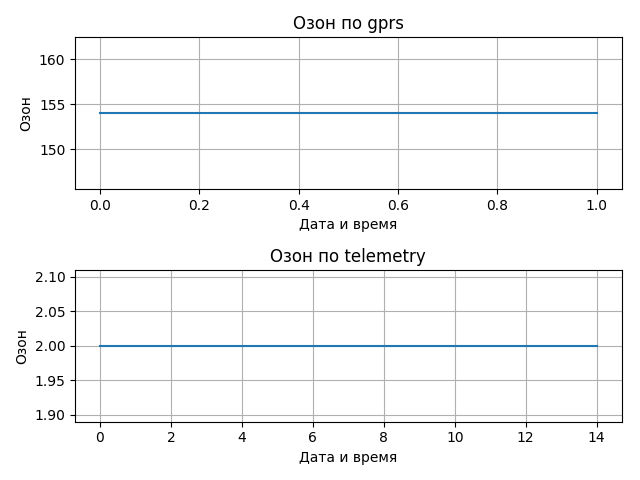 Озон по gprs
Озон
160
155
150
0.0 0.2 0.4 0.6 0.8 1.0
Дата и время
Озон по telemetry
Озон
2.10
2.05
2.00
1.95
1.90
0 2 4 6 8 10 12 14
Дата и время